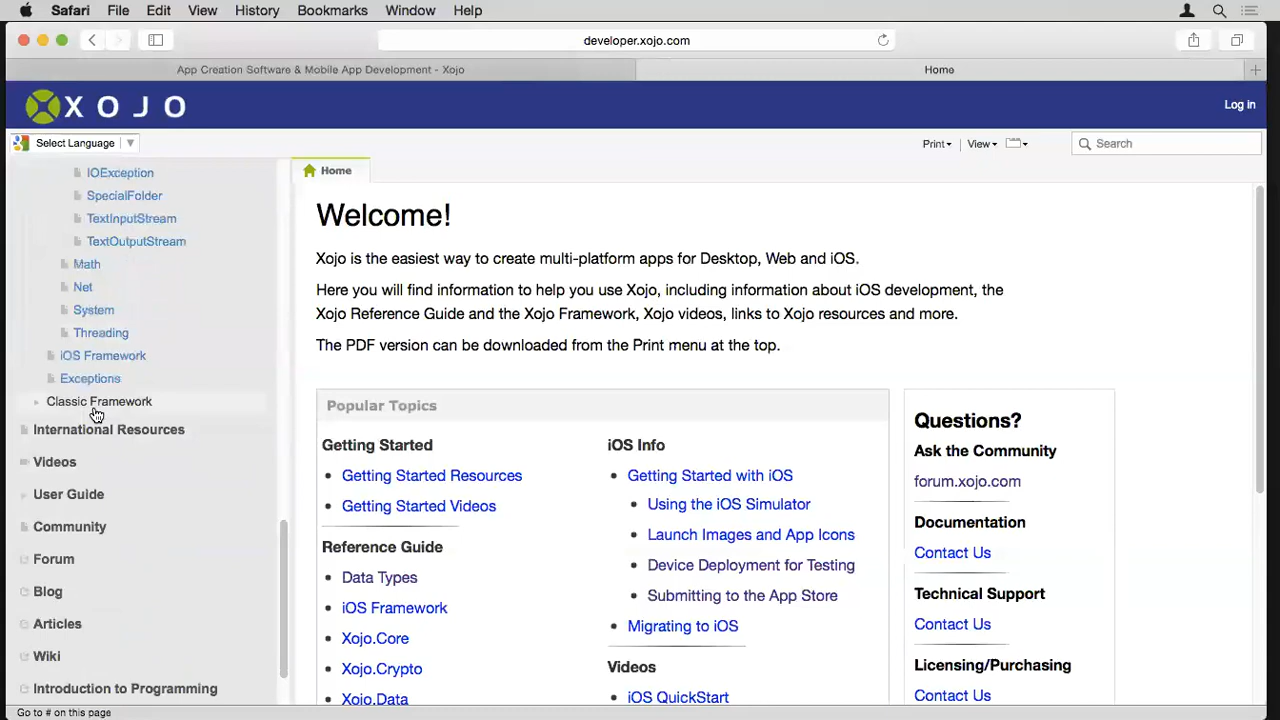 Safari File Edit View History Bookmarks Window Help
developer.xojo.com
App Creation Software & Mobile App Development - Xojo
Home
XOJO
Log in
Select Language
Print
View
Search
IOException
SpecialFolder
TextInputStream
TextOutputStream
Math
Net
System
Threading
iOS Framework
Exceptions
Classic Framework
International Resources
Videos
User Guide
Community
Forum
Blog
Articles
Wiki
Introduction to Programming
Go to # on this page
Home
Welcome!
Xojo is the easiest way to create multi-platform apps for Desktop, Web and iOS.
Here you will find information to help you use Xojo, including information about iOS development, the
Xojo Reference Guide and the Xojo Framework, Xojo videos, links to Xojo resources and more.
The PDF version can be downloaded from the Print menu at the top.
Popular Topics
Getting Started
Getting Started Resources
Getting Started Videos
Reference Guide
Data Types
iOS Framework
Xojo.Core
Xojo.Crypto
Xojo.Data
iOS Info
Getting Started with iOS
Using the iOS Simulator
Launch Images and App Icons
Device Deployment for Testing
Submitting to the App Store
Migrating to iOS
Videos
iOS QuickStart
Questions?
Ask the Community
forum.xojo.com
Documentation
Contact Us
Technical Support
Contact Us
Licensing/Purchasing
Contact Us